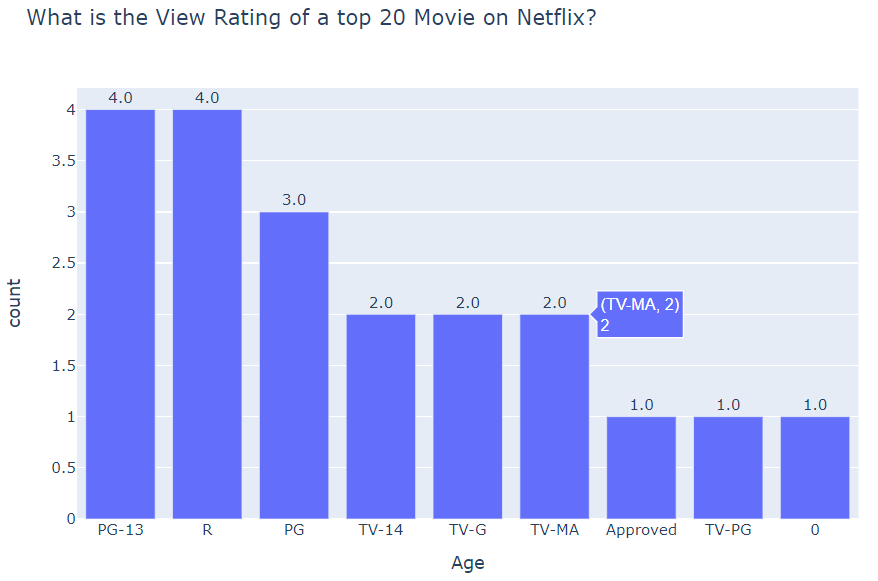 What is the View Rating of a top 20 Movie on Netflix?
4.0 4.0
4
3.5
3.0
3
2.5
2.0 2.0 2.0 (TV-MA, 2)
2
2
1.5
1.0 1.0 1.0
1
0.5
0
count
PG-13 R PG TV-14 TV-G TV-MA Approved TV-PG 0
Age